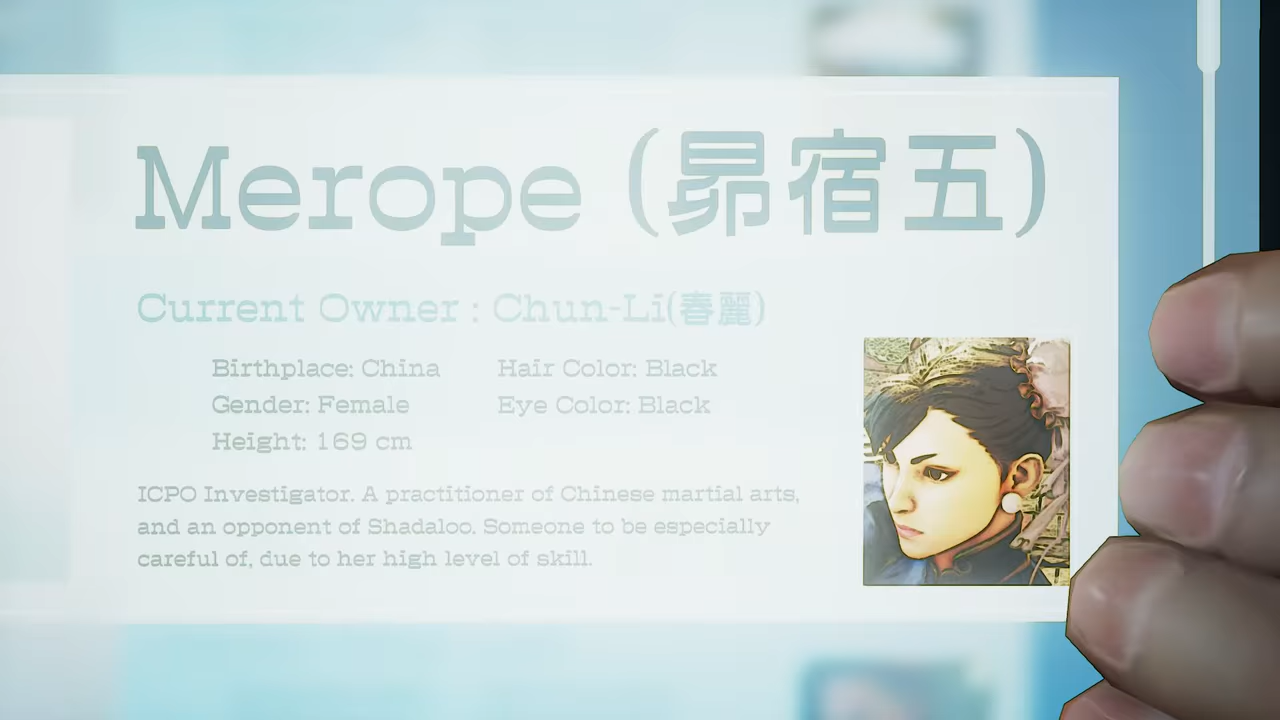 Merope (昴宿五)
Current Owner : Chun-Li(春麗)
Birthplace: China
Hair Color: Black
Gender: Female
Eye Color: Black
Height: 169 cm
ICPO Investigator. A practitioner of Chinese martial arts,
and an opponent of Shadaloo. Someone to be especially
careful of, due to her high level of skill.